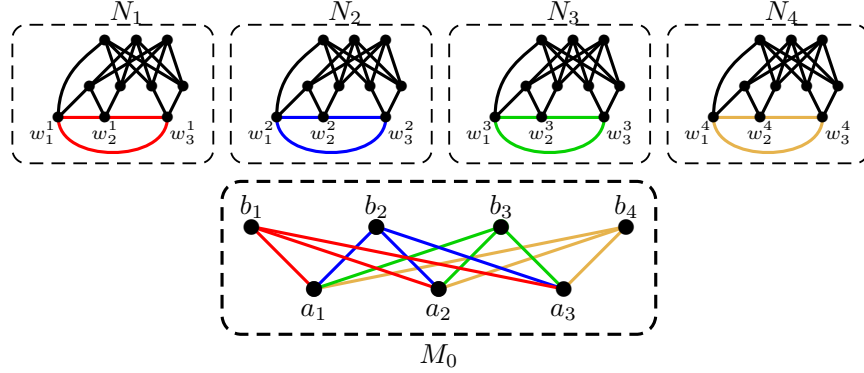 N₁ N₂ N₃ N₄
w₁¹ w₂¹ w₃¹ w₁² w₂² w₃² w₁³ w₂³ w₃³ w₁⁴ w₂⁴ w₃⁴
b₁ b₂ b₃ b₄
a₁ a₂ a₃
M₀